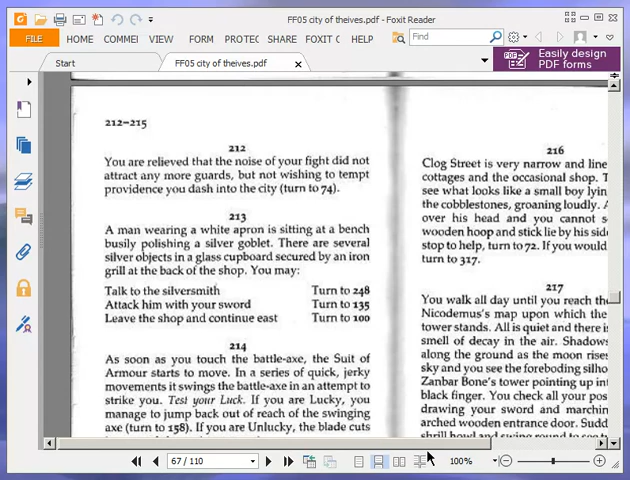 FF05 city of theives.pdf - Foxit Reader
FILE HOME COMMEI VIEW FORM PROTEC SHARE FOXIT C HELP Find
Start FF05 city of theives.pdf
Easily design
PDF forms
212-215
212
You are relieved that the noise of your fight did not
attract any more guards, but not wishing to tempt
providence you dash into the city (turn to 74).
213
A man wearing a white apron is sitting at a bench
busily polishing a silver goblet. There are several
silver objects in a glass cupboard secured by an iron
grill at the back of the shop. You may:
Talk to the silversmith Turn to 248
Attack him with your sword Turn to 135
Leave the shop and continue east Turn to 100
214
As soon as you touch the battle-axe, the Suit of
Armour starts to move. In a series of quick, jerky
movements it swings the battle-axe in an attempt to
strike you. Test your Luck. If you are Lucky, you
manage to jump back out of reach of the swinging
axe (turn to 158). If you are Unlucky, the blade cuts
216
Clog Street is very narrow and line
cottages and the occasional shop. T
see what looks like a small boy lyin
the cobblestones, groaning loudly. A
over his head and you cannot s
wooden hoop and stick lie by his side
stop to help, turn to 72. If you would
turn to 317.
217
You walk all day until you reach the
Nicodemus's map upon which the
tower stands. All is quiet and there i
smell of decay in the air. Shadows
along the ground as the moon rises
sky and you see the foreboding silho
Zanbar Bone's tower pointing up int
black finger. You check all your pos
drawing your sword and marchin
arched wooden entrance door. Sudd
shrill howl and swing round to see t
67 / 110
100%